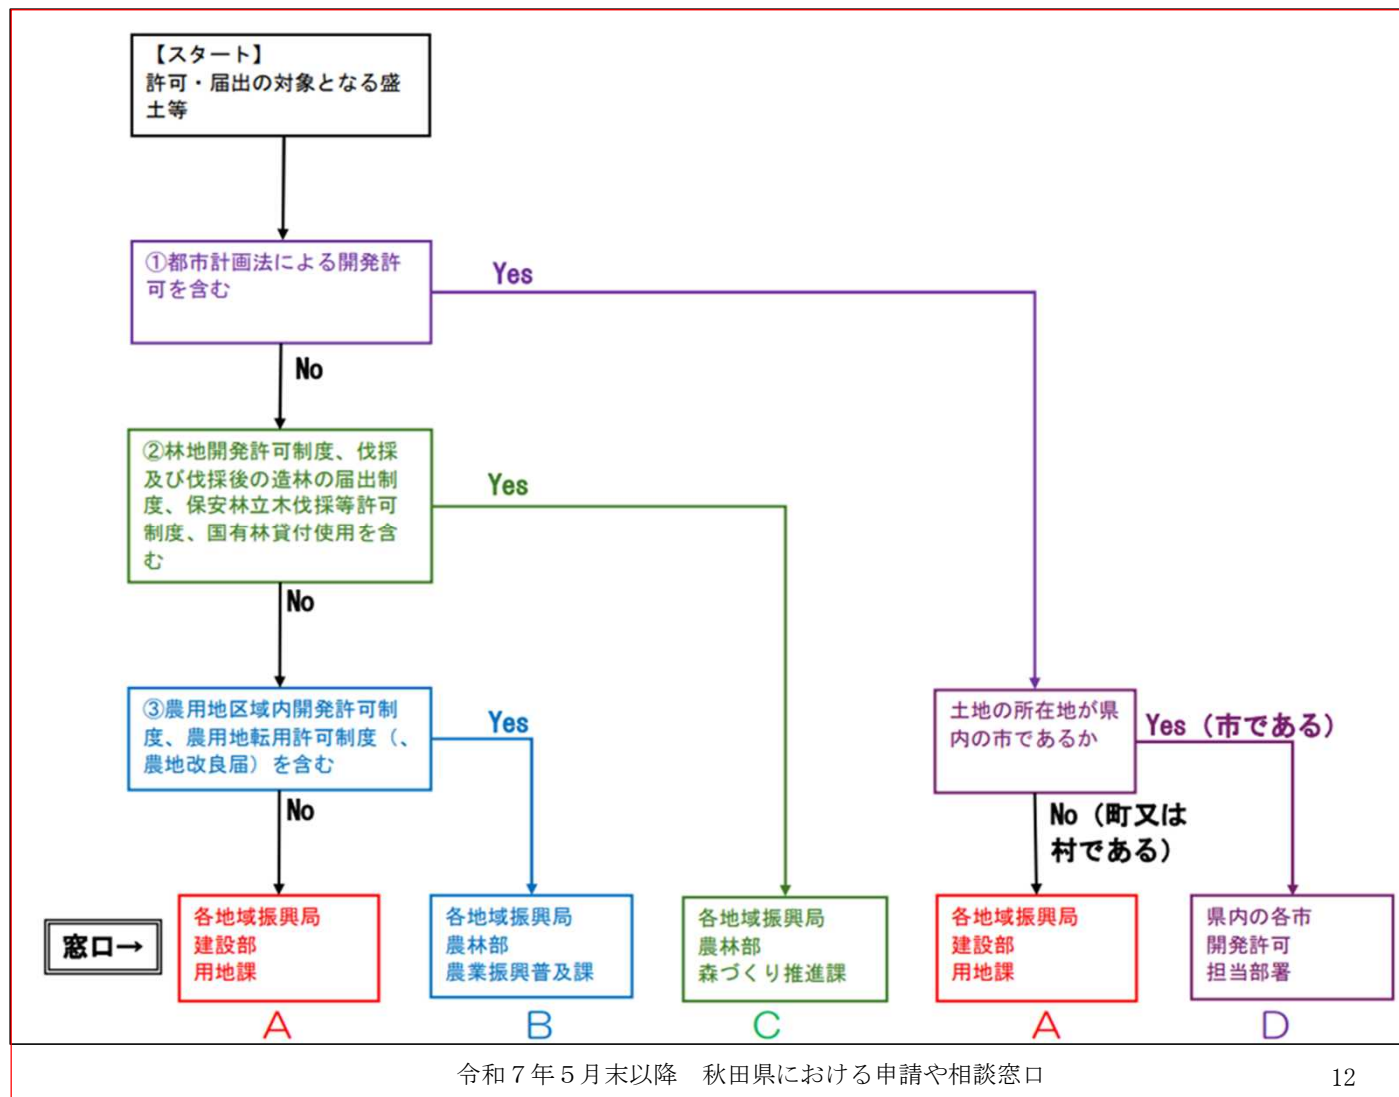 【スタート】
許可・届出の対象となる盛
土等
①都市計画法による開発許
可を含む
Yes
No
②林地開発許可制度、伐採
及び伐採後の造林の届出制
度、保安林立木伐採等許可
制度、国有林貸付使用を含
む
Yes
No
③農用地区域内開発許可制
度、農用地転用許可制度（、
農地改良届）を含む
Yes
No
土地の所在地が県
内の市であるか
Yes（市である）
No（町又は
村である）
窓口→
各地域振興局
建設部
用地課
A
各地域振興局
農林部
農業振興普及課
B
各地域振興局
農林部
森づくり推進課
C
各地域振興局
建設部
用地課
A
県内の各市
開発許可
担当部署
D
令和７年５月末以降　秋田県における申請や相談窓口
12